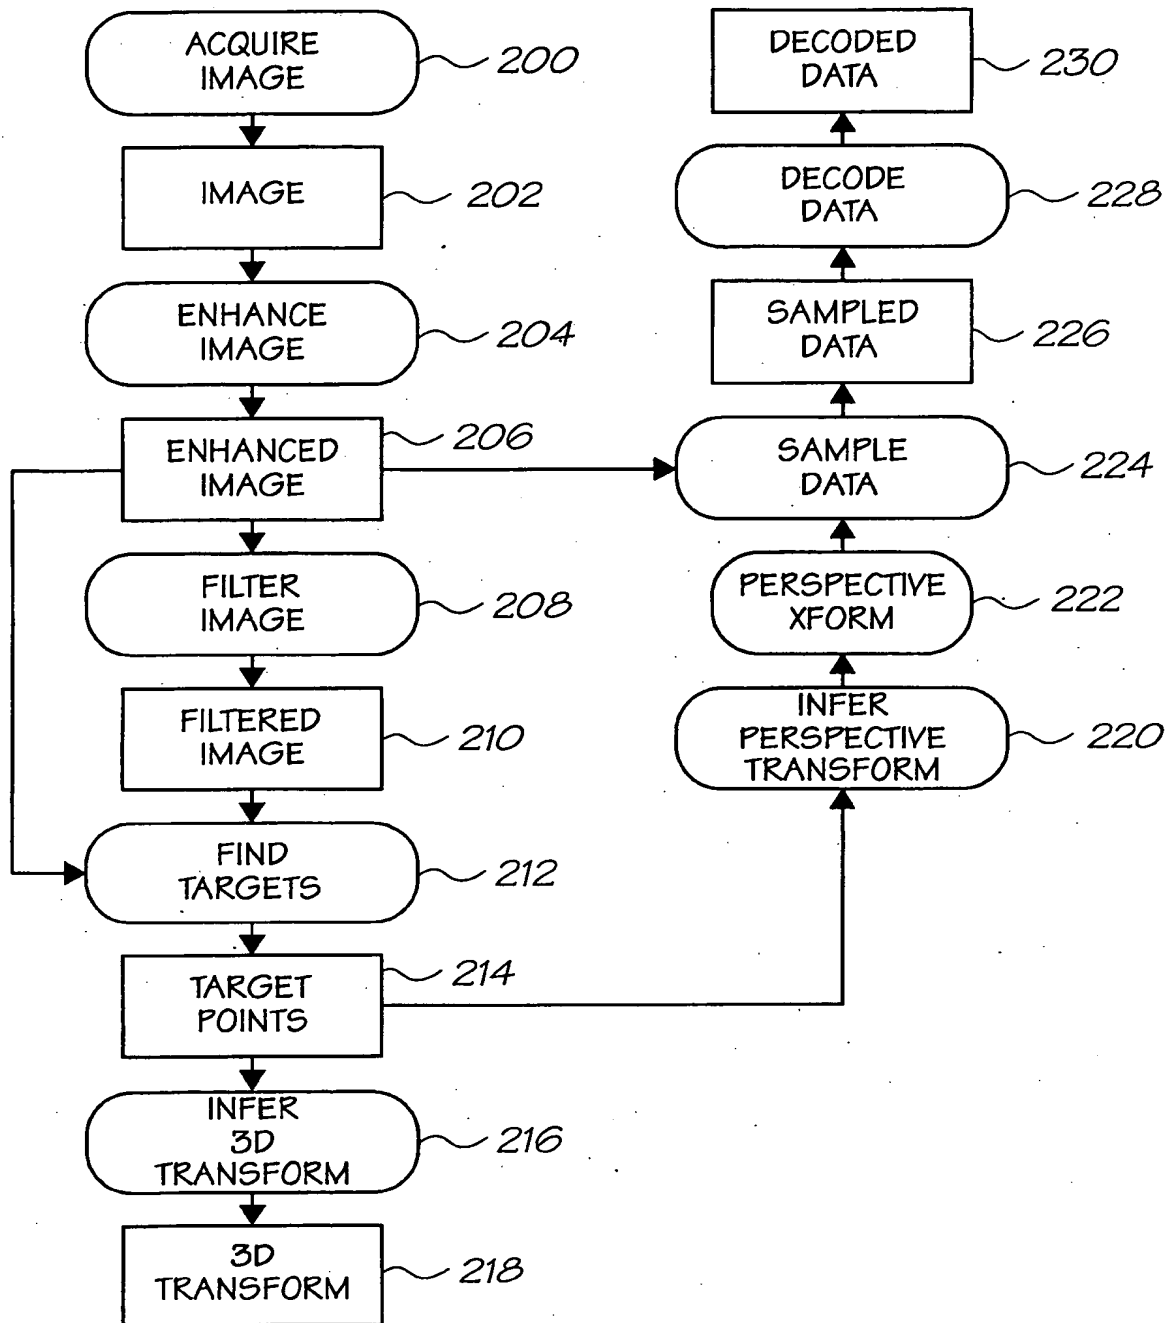 ACQUIRE
IMAGE
200
IMAGE
202
ENHANCE
IMAGE
204
ENHANCED
IMAGE
206
FILTER
IMAGE
208
FILTERED
IMAGE
210
FIND
TARGETS
212
TARGET
POINTS
214
INFER
3D
TRANSFORM
216
3D
TRANSFORM
218
DECODED
DATA
230
DECODE
DATA
228
SAMPLED
DATA
226
SAMPLE
DATA
224
PERSPECTIVE
XFORM
222
INFER
PERSPECTIVE
TRANSFORM
220